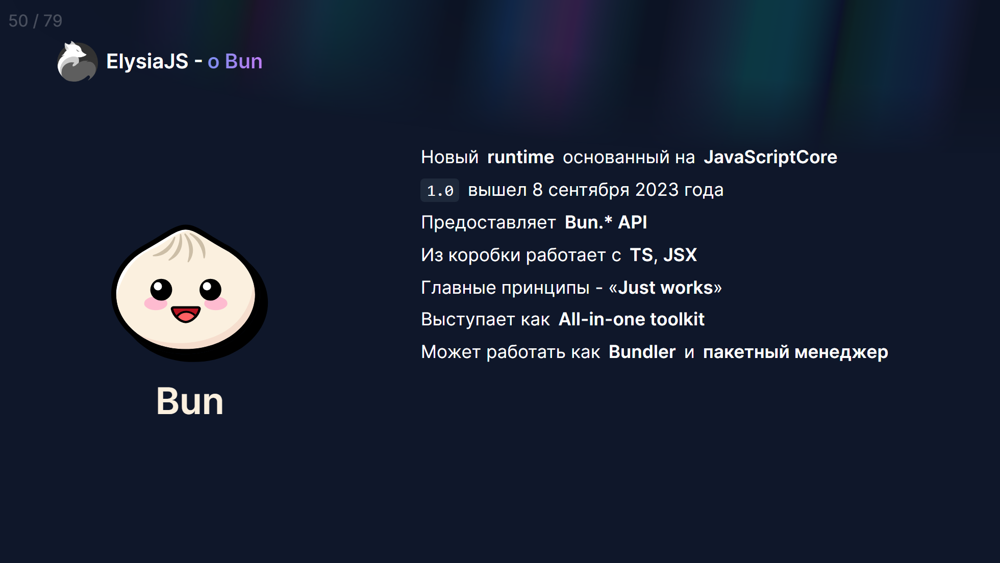 50 / 79
ElysiaJS - о Bun
Новый runtime основанный на JavaScriptCore
1.0 вышел 8 сентября 2023 года
Предоставляет Bun.* API
Из коробки работает с TS, JSX
Главные принципы - «Just works»
Выступает как All-in-one toolkit
Может работать как Bundler и пакетный менеджер
Bun